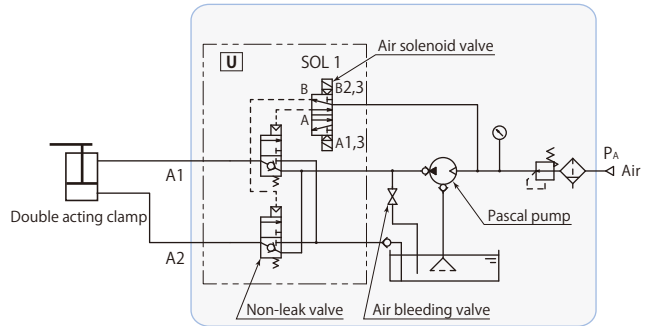 U
SOL 1
Air solenoid valve
B
B2,3
A
A1,3
PA
Air
A1
Pascal pump
Double acting clamp
A2
Non-leak valve
Air bleeding valve